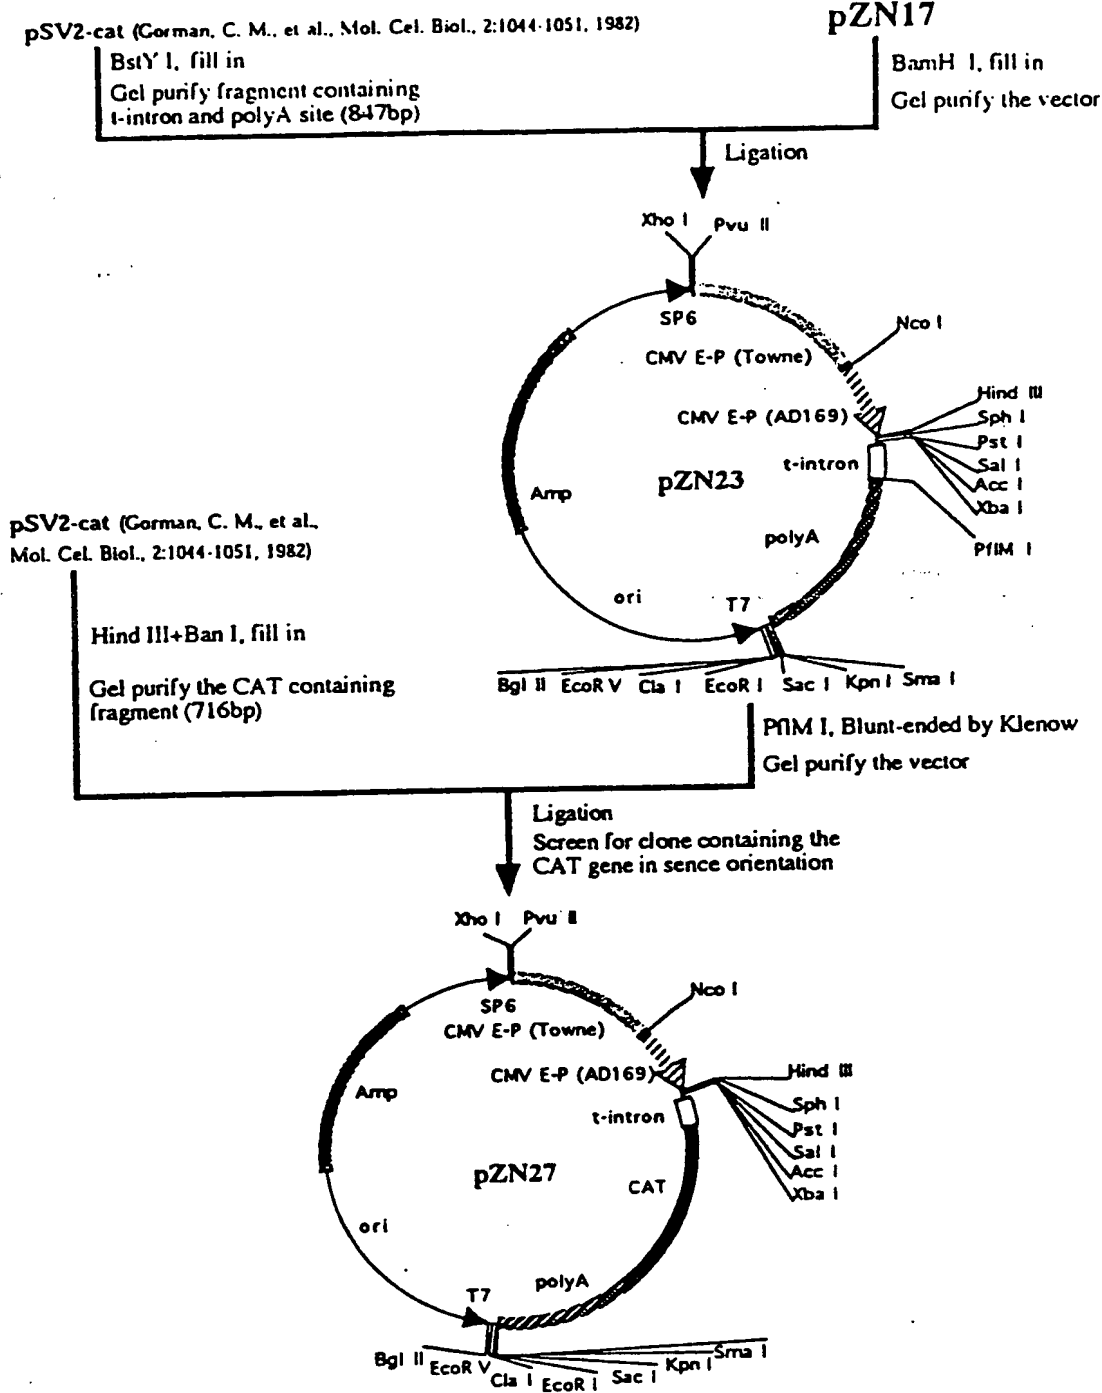 pSV2-cat (Gorman, C. M., et al., Mol. Cel. Biol., 2:1044-1051, 1982)
pZN17
BstY I, fill in
Gel purify fragment containing
t-intron and polyA site (847bp)
BamH I, fill in
Gel purify the vector
Ligation
Xho I
Pvu II
SP6
Nco I
CMV E-P (Towne)
Hind III
CMV E-P (AD169)
Sph I
Pst I
t-intron
Sal I
pZN23
Acc I
Amp
Xba I
pSV2-cat (Gorman, C. M., et al.,
Mol. Cel. Biol., 2:1044-1051, 1982)
polyA
PflM I
ori
T7
Hind III+Ban I, fill in
Gel purify the CAT containing
fragment (716bp)
Bgl II
EcoR V
Cla I
EcoR I
Sac I
Kpn I
Sma I
PflM I, Blunt-ended by Klenow
Gel purify the vector
Ligation
Screen for clone containing the
CAT gene in sence orientation
Xho I
Pvu II
Nco I
SP6
CMV E-P (Towne)
CMV E-P (AD169)
Hind III
Amp
Sph I
t-intron
Pst I
Sal I
Acc I
pZN27
CAT
Xba I
ori
polyA
T7
Bgl II
EcoR V
Cla I
EcoR I
Sac I
Kpn I
Sma I